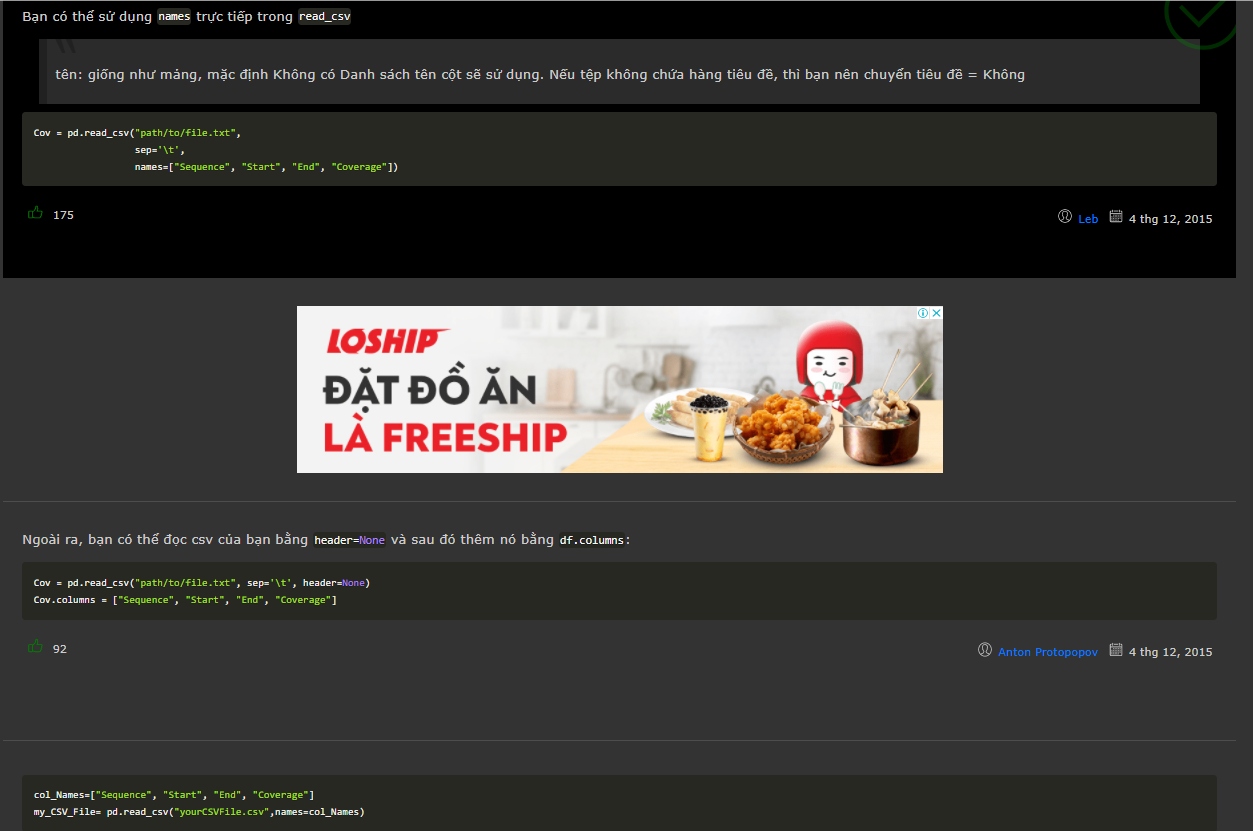 Bạn có thể sử dụng names trực tiếp trong read_csv
tên: giống như mảng, mặc định Không có Danh sách tên cột sẽ sử dụng. Nếu tệp không chứa hàng tiêu đề, thì bạn nên chuyển tiêu đề = Không
Cov = pd.read_csv("path/to/file.txt",
sep='\t',
names=["Sequence", "Start", "End", "Coverage"])
175
Leb 4 thg 12, 2015
LOSHIP
ĐẶT ĐỒ ĂN
LÀ FREESHIP
Ngoài ra, bạn có thể đọc csv của bạn bằng header=None và sau đó thêm nó bằng df.columns:
Cov = pd.read_csv("path/to/file.txt", sep='\t', header=None)
Cov.columns = ["Sequence", "Start", "End", "Coverage"]
92
Anton Protopopov 4 thg 12, 2015
col_Names=["Sequence", "Start", "End", "Coverage"]
my_CSV_File= pd.read_csv("yourCSVFile.csv",names=col_Names)